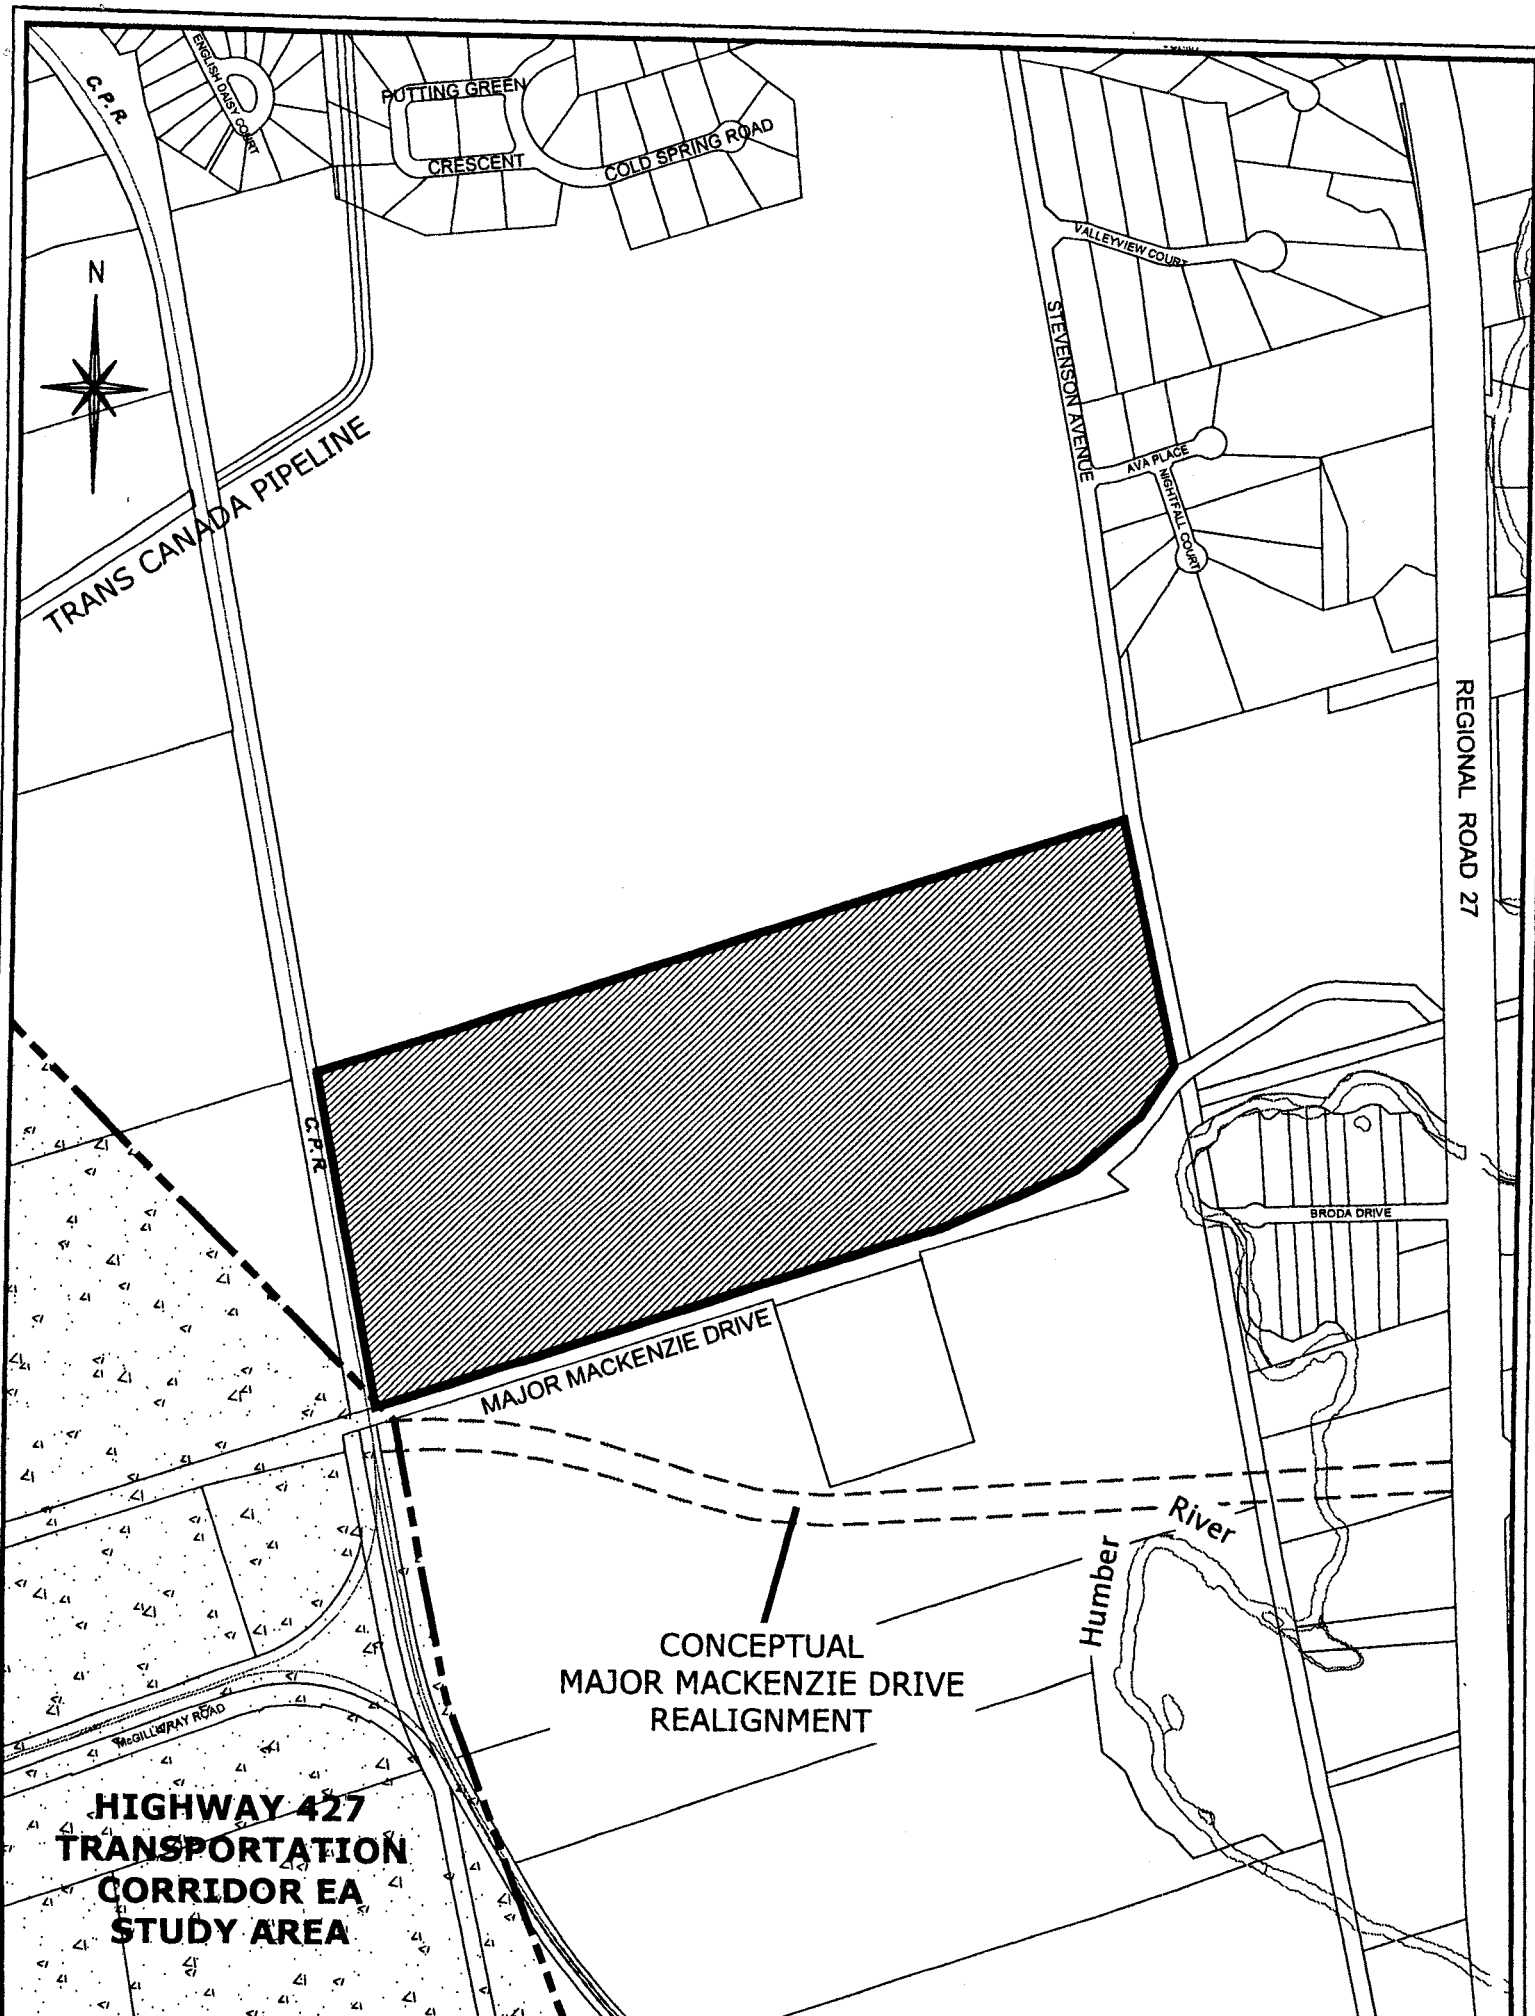 C.P.R.
ENGLISH DAISY COURT
PUTTING GREEN
CRESCENT
COLD SPRING ROAD
VALLEYVIEW COURT
N
STEVENSON AVENUE
TRANS CANADA PIPELINE
AVA PLACE
NIGHTFALL COURT
REGIONAL ROAD 27
C.P.R.
BRODA DRIVE
MAJOR MACKENZIE DRIVE
Humber
River
CONCEPTUAL
MAJOR MACKENZIE DRIVE
REALIGNMENT
McGILLIVRAY ROAD
HIGHWAY 427
TRANSPORTATION
CORRIDOR EA
STUDY AREA